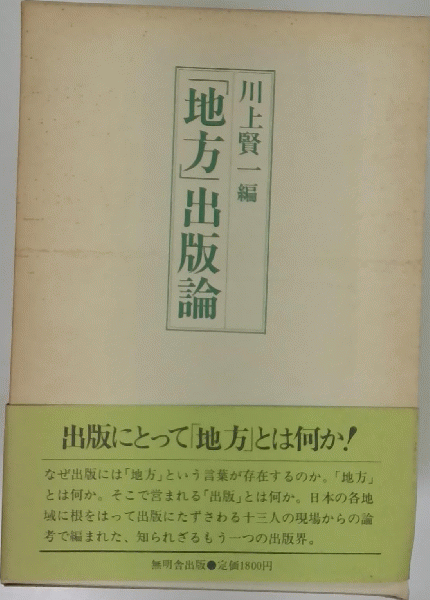 川上賢一編
「地方」出版論
出版にとって「地方」とは何か!
なぜ出版には「地方」という言葉が存在するのか。「地方」
とは何か。そこで営まれる「出版」とは何か。日本の各地
域に根をはって出版にたずさわる十三人の現場からの論
考で編まれた、知られざるもう一つの出版界。
無明舎出版●定価1800円